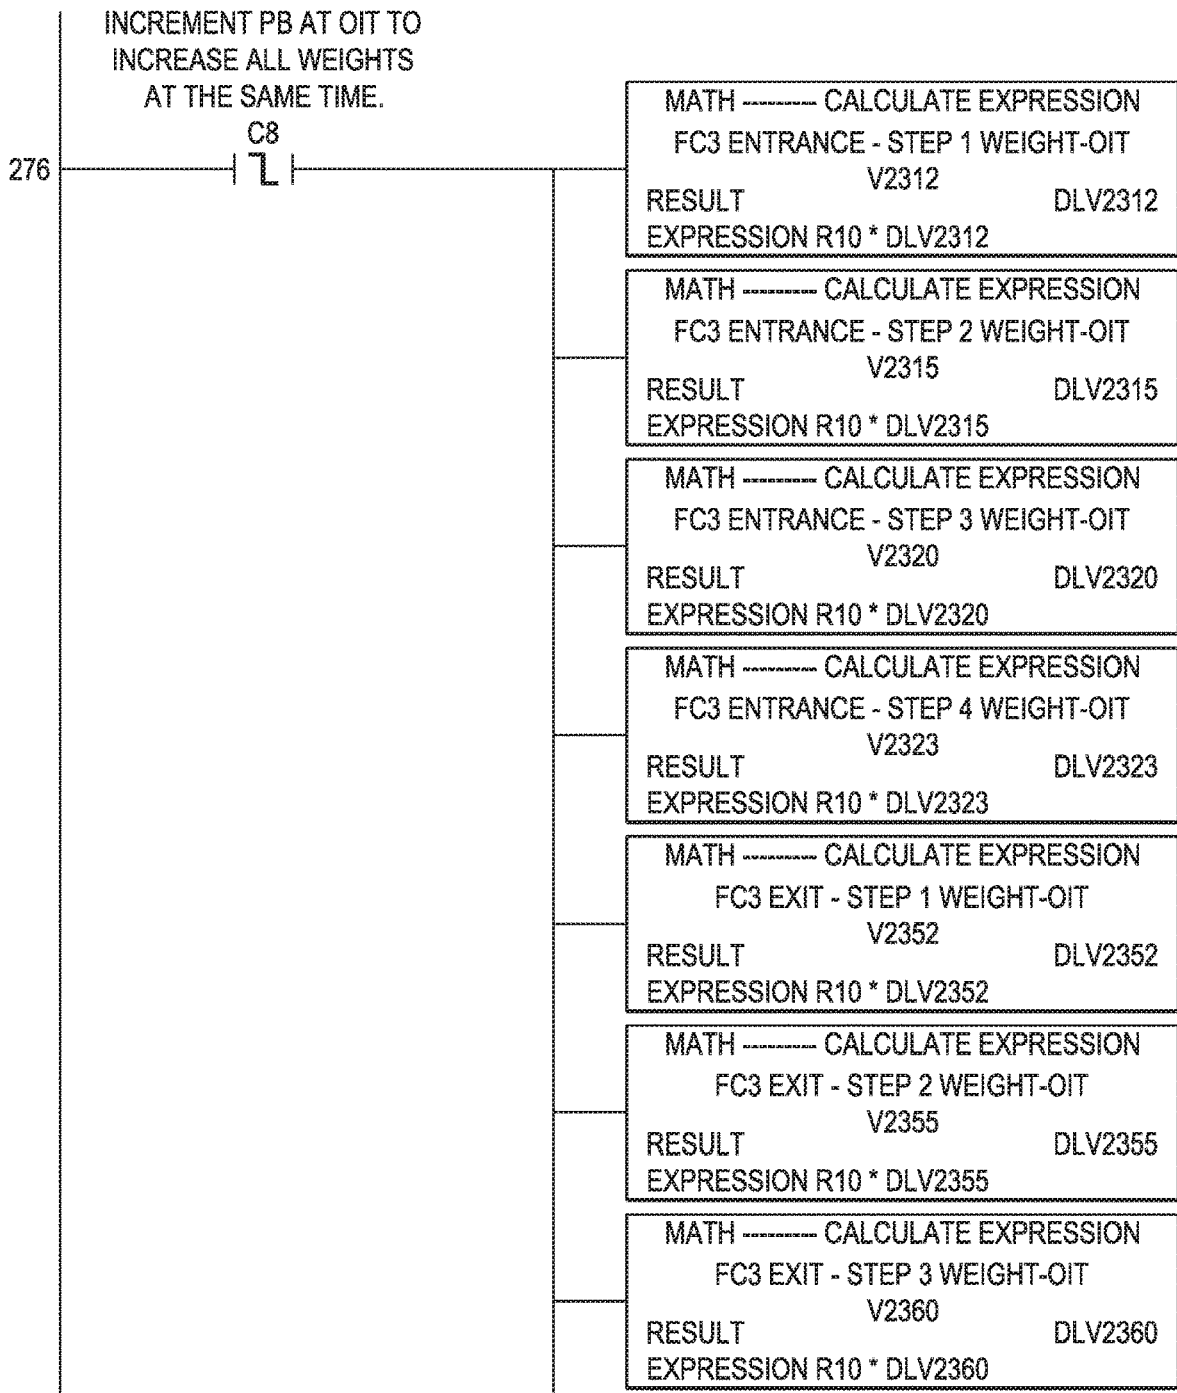 INCREMENT PB AT OIT TO
INCREASE ALL WEIGHTS
AT THE SAME TIME.
C8
276
MATH --------- CALCULATE EXPRESSION
FC3 ENTRANCE - STEP 1 WEIGHT-OIT
V2312
RESULT DLV2312
EXPRESSION R10 * DLV2312
MATH --------- CALCULATE EXPRESSION
FC3 ENTRANCE - STEP 2 WEIGHT-OIT
V2315
RESULT DLV2315
EXPRESSION R10 * DLV2315
MATH --------- CALCULATE EXPRESSION
FC3 ENTRANCE - STEP 3 WEIGHT-OIT
V2320
RESULT DLV2320
EXPRESSION R10 * DLV2320
MATH --------- CALCULATE EXPRESSION
FC3 ENTRANCE - STEP 4 WEIGHT-OIT
V2323
RESULT DLV2323
EXPRESSION R10 * DLV2323
MATH --------- CALCULATE EXPRESSION
FC3 EXIT - STEP 1 WEIGHT-OIT
V2352
RESULT DLV2352
EXPRESSION R10 * DLV2352
MATH --------- CALCULATE EXPRESSION
FC3 EXIT - STEP 2 WEIGHT-OIT
V2355
RESULT DLV2355
EXPRESSION R10 * DLV2355
MATH --------- CALCULATE EXPRESSION
FC3 EXIT - STEP 3 WEIGHT-OIT
V2360
RESULT DLV2360
EXPRESSION R10 * DLV2360